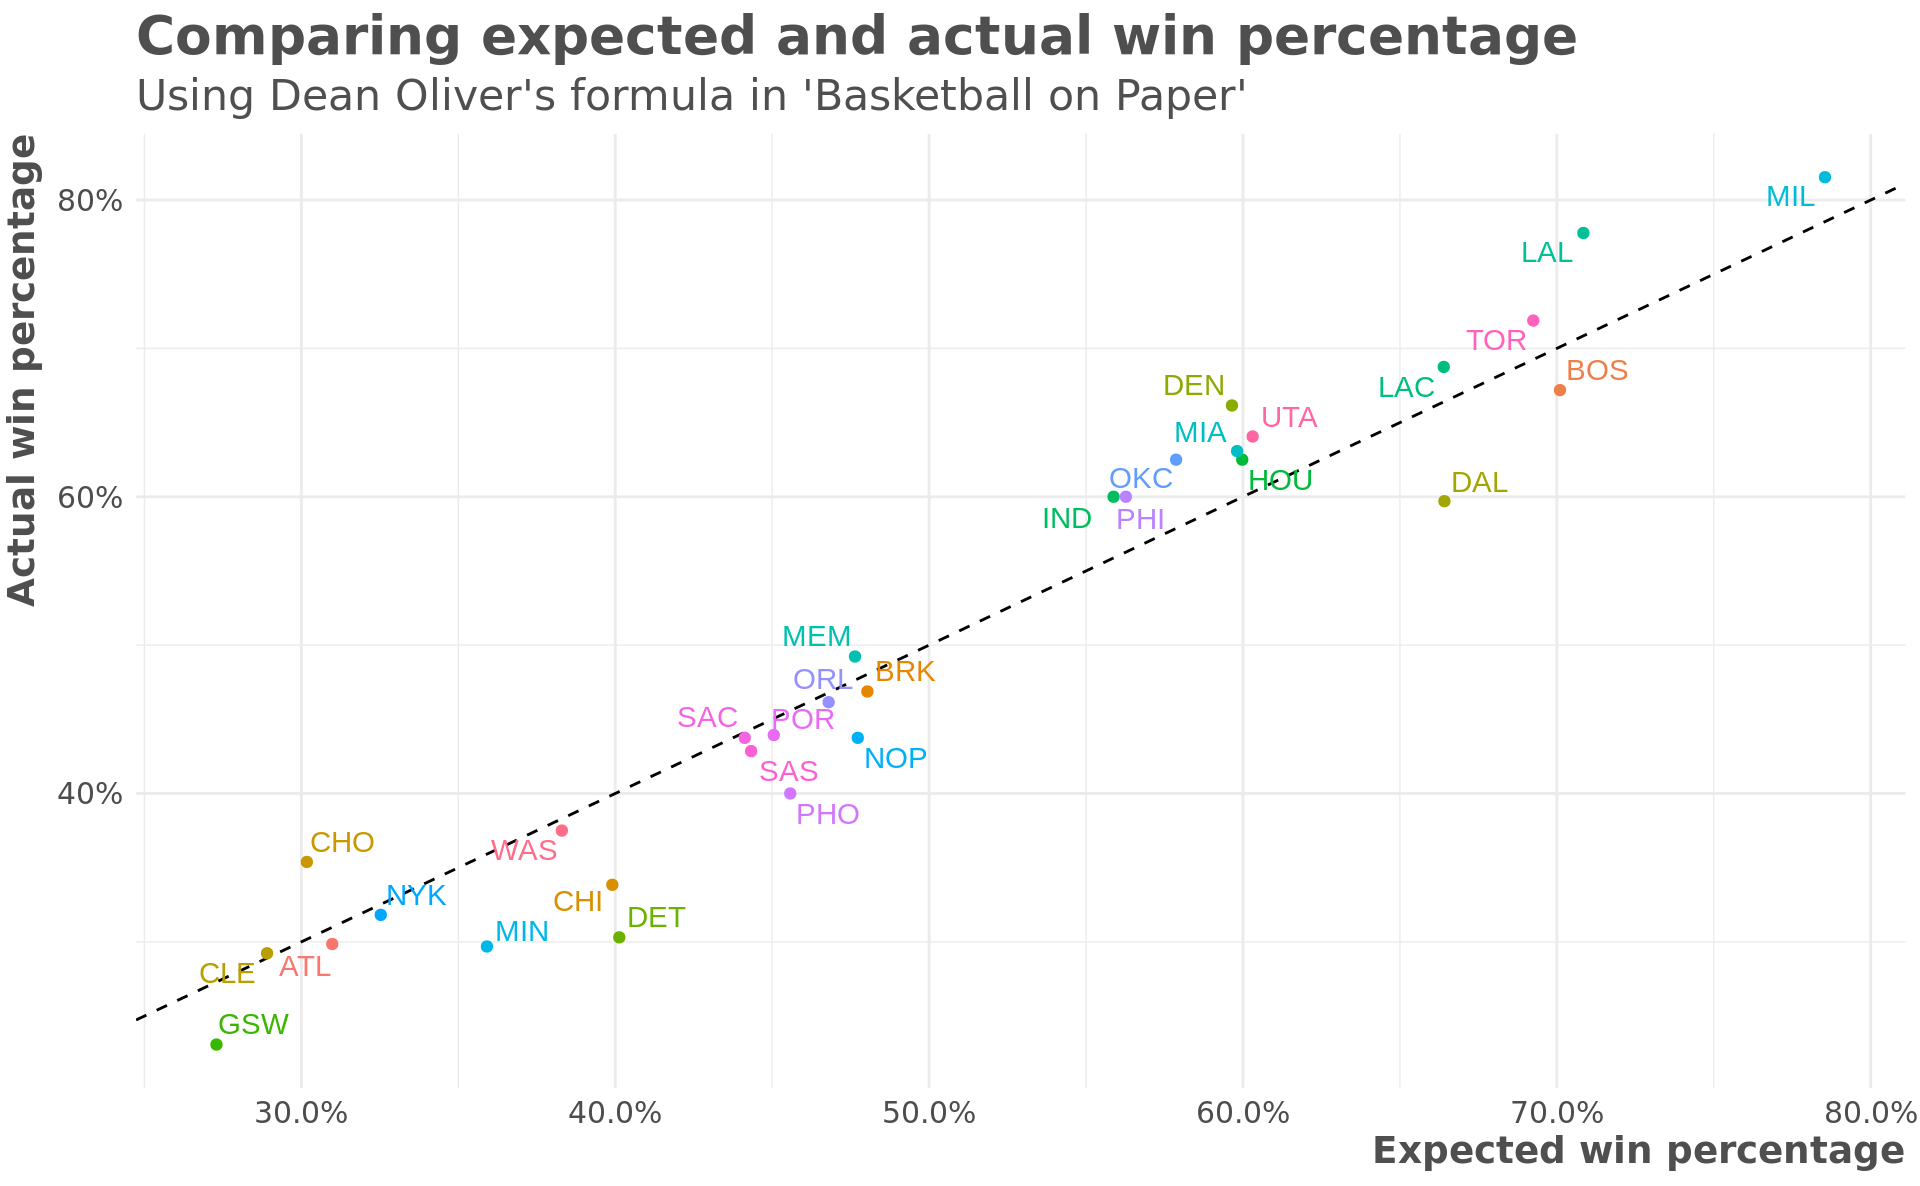 Comparing expected and actual win percentage
Using Dean Oliver's formula in 'Basketball on Paper'
Actual win percentage
80%
60%
40%
MIL
LAL
TOR
BOS
LAC
DEN
UTA
MIA
OKC
HOU
DAL
IND
PHI
MEM
BRK
ORL
SAC
POR
NOP
SAS
PHO
CHO
WAS
NYK
CHI
DET
MIN
CLE
ATL
GSW
30.0%
40.0%
50.0%
60.0%
70.0%
80.0%
Expected win percentage